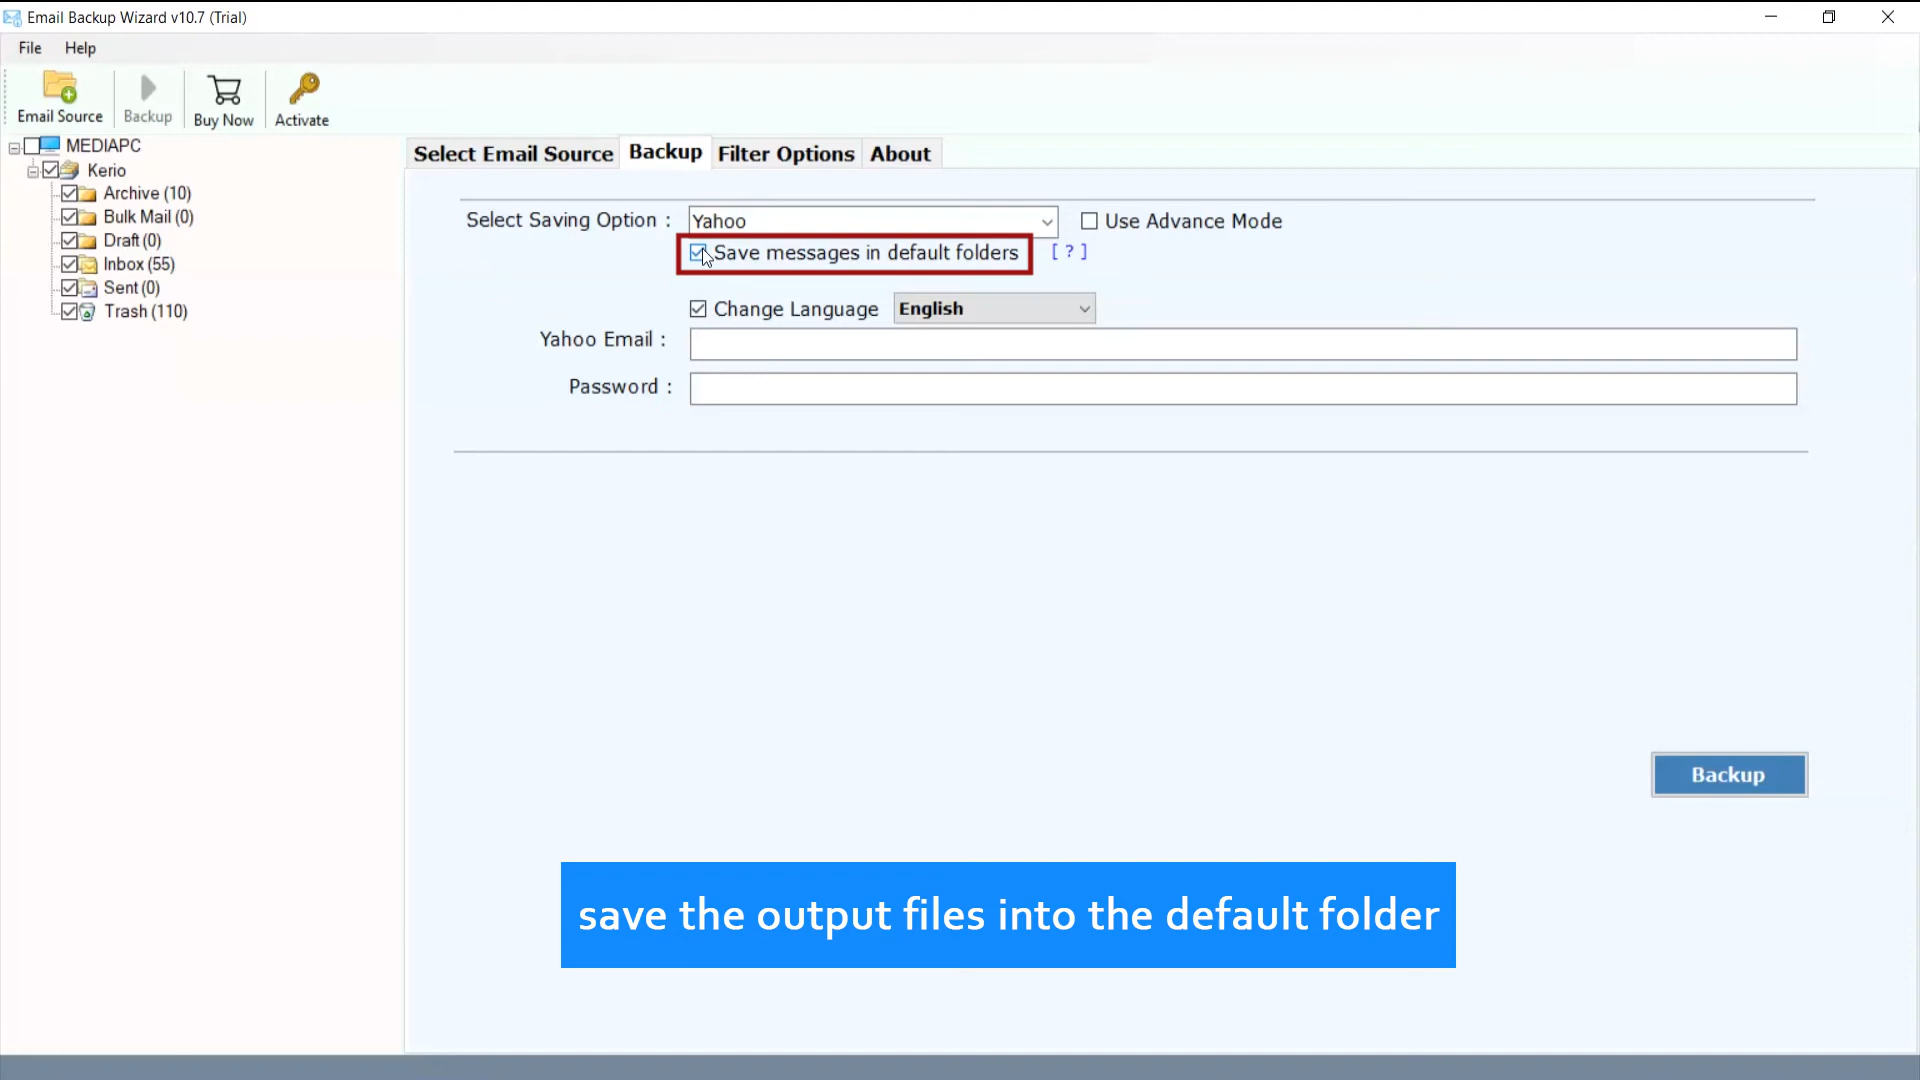 Email Backup Wizard v10.7 (Trial)
File Help
Email Source Backup Buy Now Activate
MEDIAPC
Kerio
Archive (10)
Bulk Mail (0)
Draft (0)
Inbox (55)
Sent (0)
Trash (110)
Select Email Source Backup Filter Options About
Select Saving Option : Yahoo Use Advance Mode
Save messages in default folders [ ? ]
Change Language English
Yahoo Email :
Password :
Backup
save the output files into the default folder